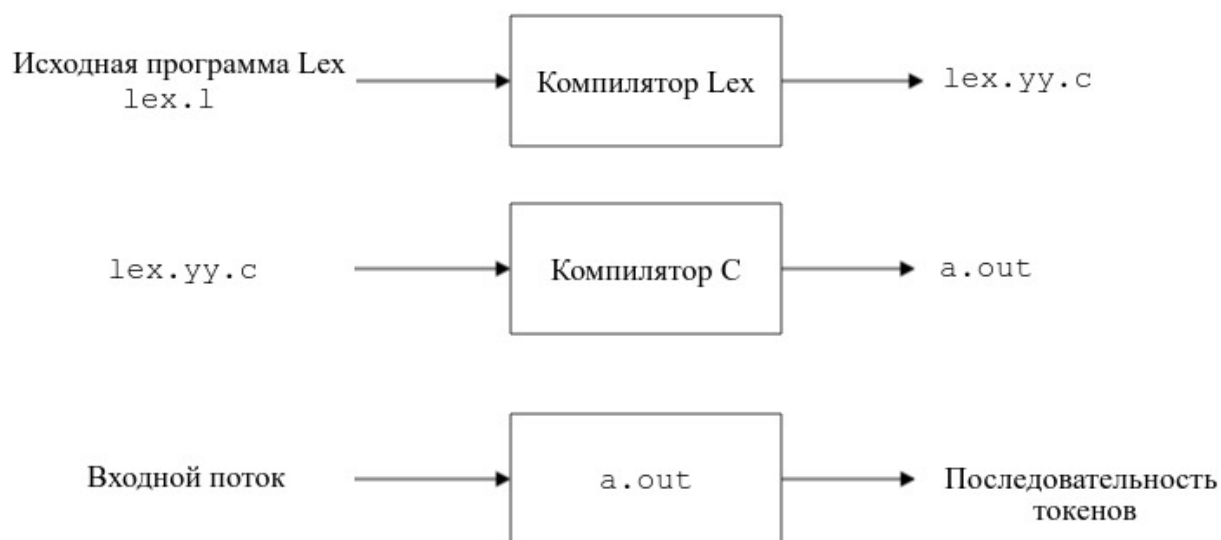 Исходная программа Lex
lex.l
Компилятор Lex
lex.yy.c
lex.yy.c
Компилятор C
a.out
Входной поток
a.out
Последовательность
токенов